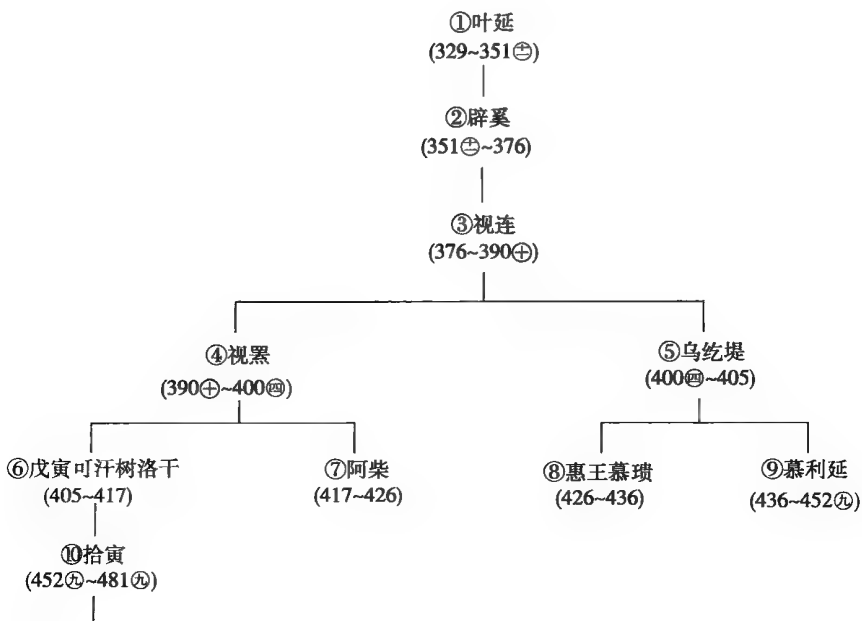 ①叶延
(329~351㊉㊁)
②辟奚
(351㊉㊁~376)
③视连
(376~390㊉)
④视罴
(390㊉~400㊃)
⑤乌纥堤
(400㊃~405)
⑥戊寅可汗树洛干
(405~417)
⑦阿柴
(417~426)
⑧惠王慕璝
(426~436)
⑨慕利延
(436~452㊈)
⑩拾寅
(452㊈~481㊈)